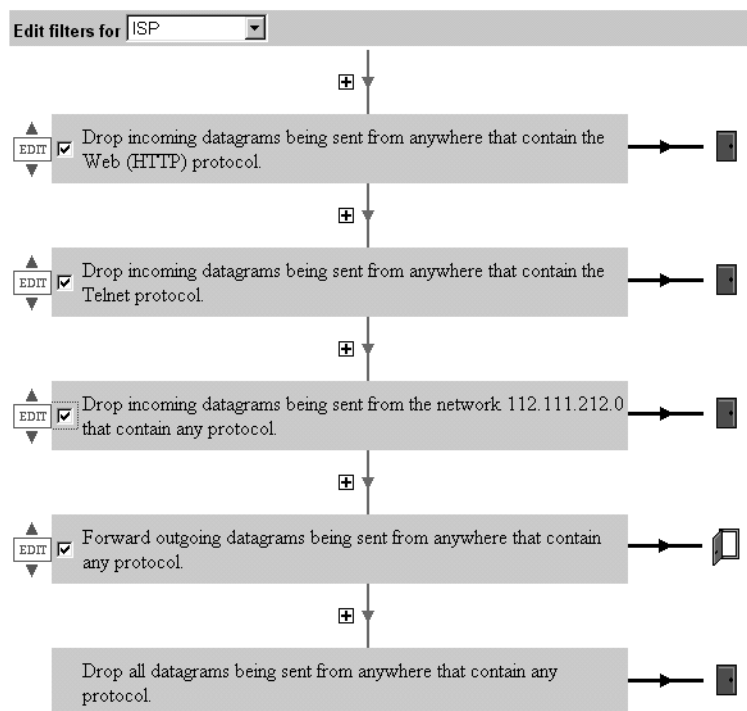 Edit filters for ISP
EDIT
Drop incoming datagrams being sent from anywhere that contain the
Web (HTTP) protocol.
EDIT
Drop incoming datagrams being sent from anywhere that contain the
Telnet protocol.
EDIT
Drop incoming datagrams being sent from the network 112.111.212.0
that contain any protocol.
EDIT
Forward outgoing datagrams being sent from anywhere that contain
any protocol.
Drop all datagrams being sent from anywhere that contain any
protocol.